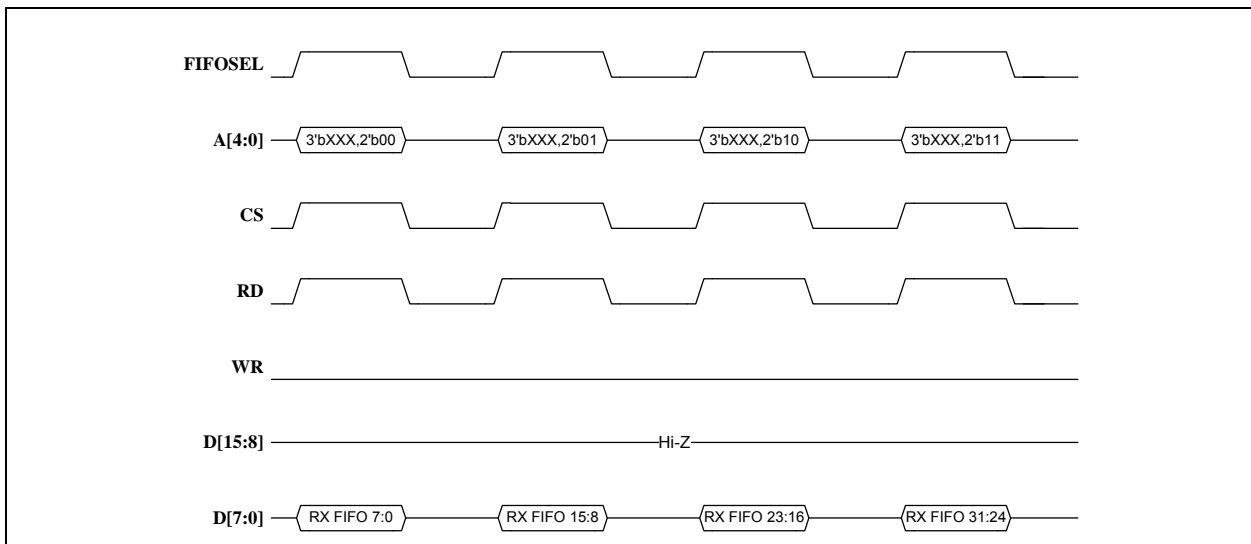 FIFOSEL
A[4:0] 3'bXXX,2'b00 3'bXXX,2'b01 3'bXXX,2'b10 3'bXXX,2'b11
CS
RD
WR
D[15:8] Hi-Z
D[7:0] RX FIFO 7:0 RX FIFO 15:8 RX FIFO 23:16 RX FIFO 31:24